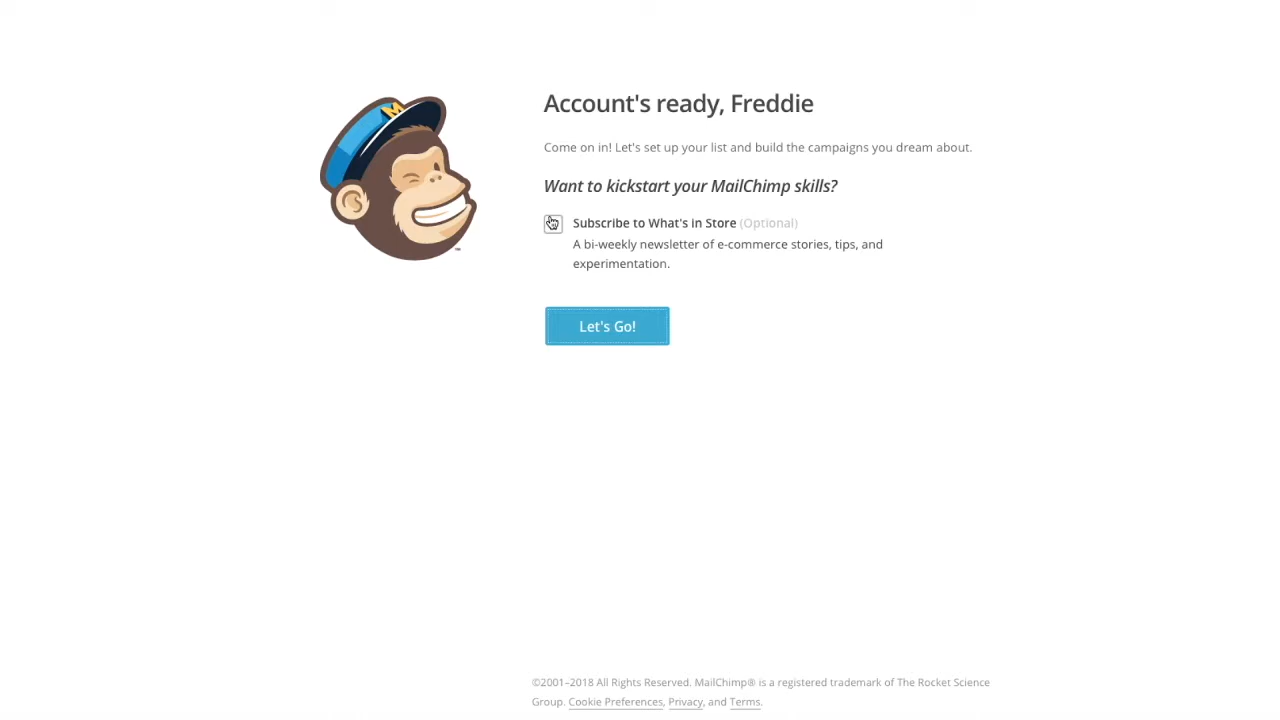 M
Account's ready, Freddie
Come on in! Let's set up your list and build the campaigns you dream about.
Want to kickstart your MailChimp skills?
Subscribe to What's in Store (Optional)
A bi-weekly newsletter of e-commerce stories, tips, and
experimentation.
Let's Go!
©2001–2018 All Rights Reserved. MailChimp® is a registered trademark of The Rocket Science
Group. Cookie Preferences, Privacy, and Terms.